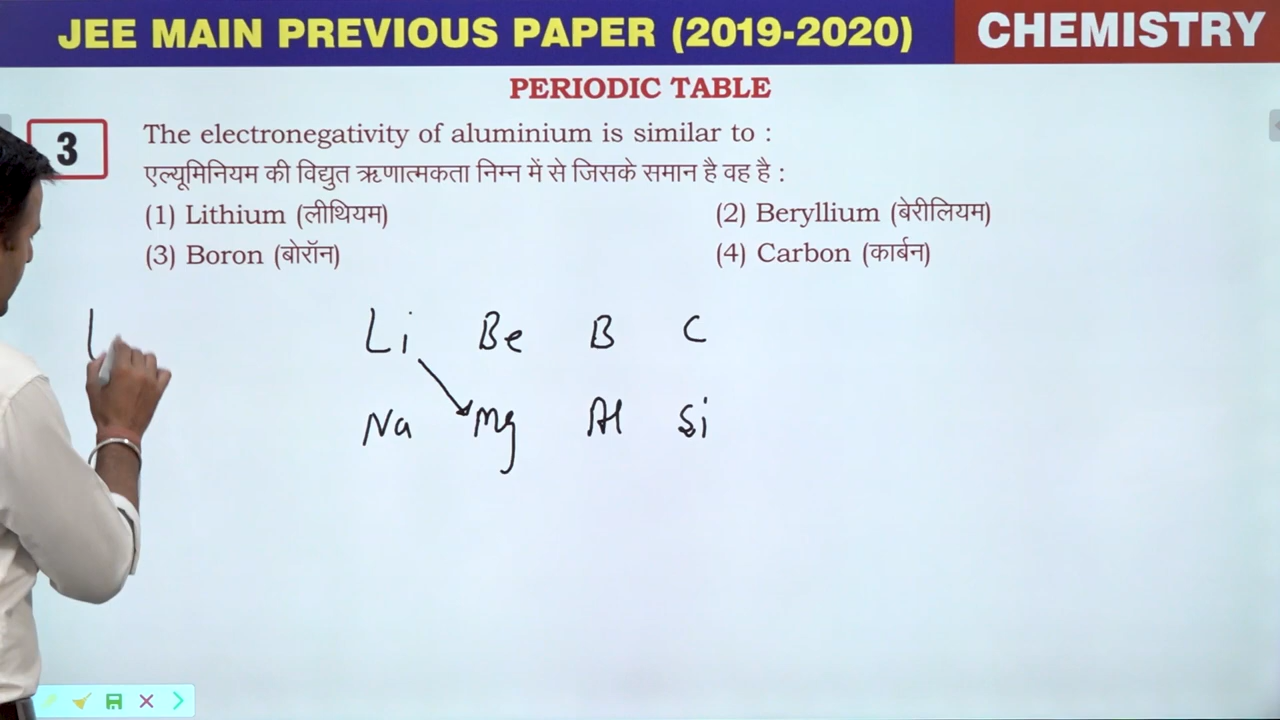 JEE MAIN PREVIOUS PAPER (2019-2020) CHEMISTRY
PERIODIC TABLE
3 The electronegativity of aluminium is similar to :
एल्यूमिनियम की विद्युत ऋणात्मकता निम्न में से जिसके समान है वह है :
(1) Lithium (लीथियम) (2) Beryllium (बेरीलियम)
(3) Boron (बोरॉन) (4) Carbon (कार्बन)
Li Be B C
Na Mg Al Si